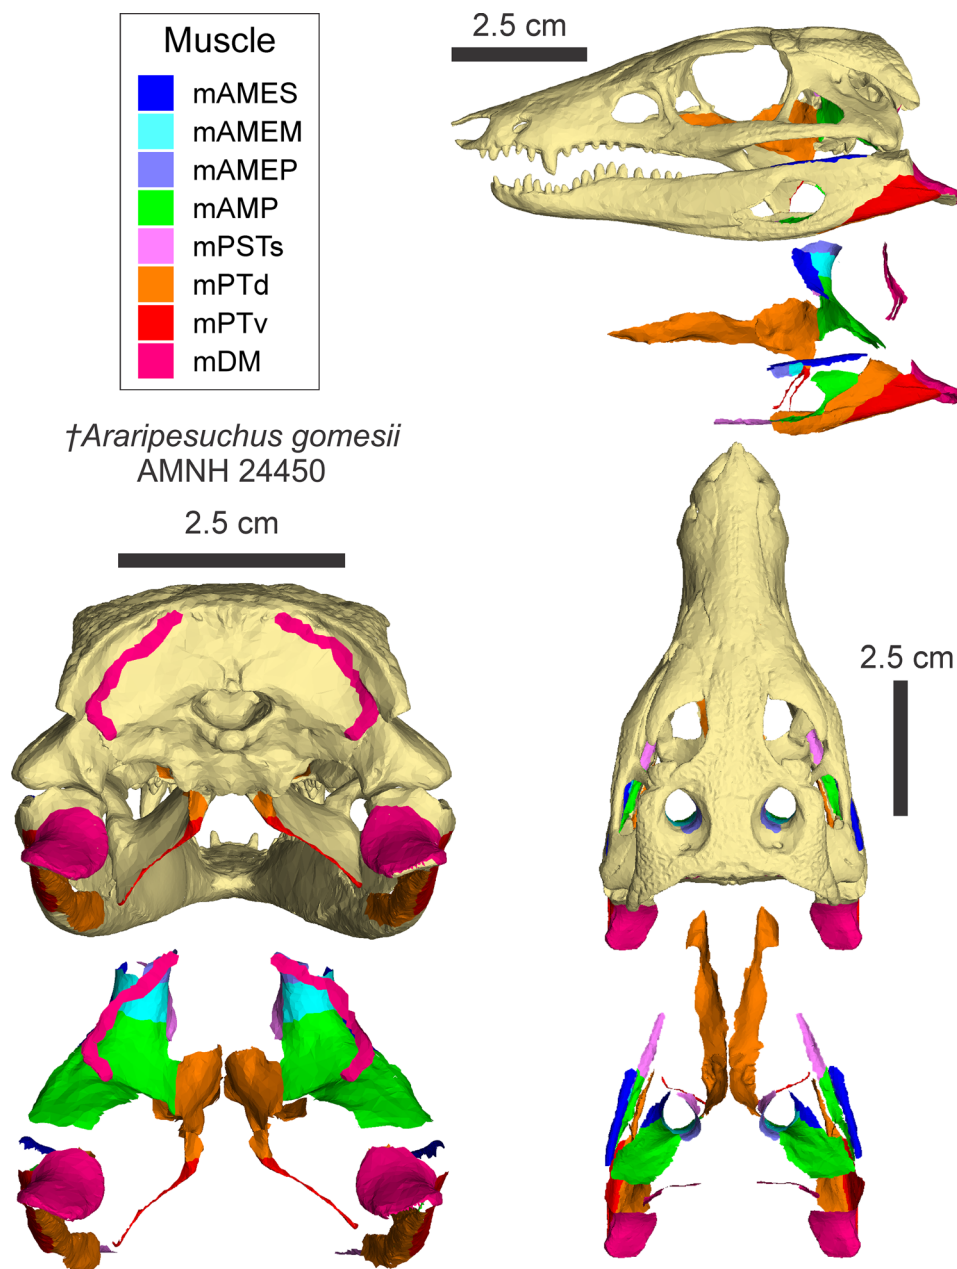 Muscle
mAMES
mAMEM
mAMEP
mAMP
mPSTs
mPTd
mPTv
mDM
2.5 cm
†Araripesuchus gomesii
AMNH 24450
2.5 cm
2.5 cm